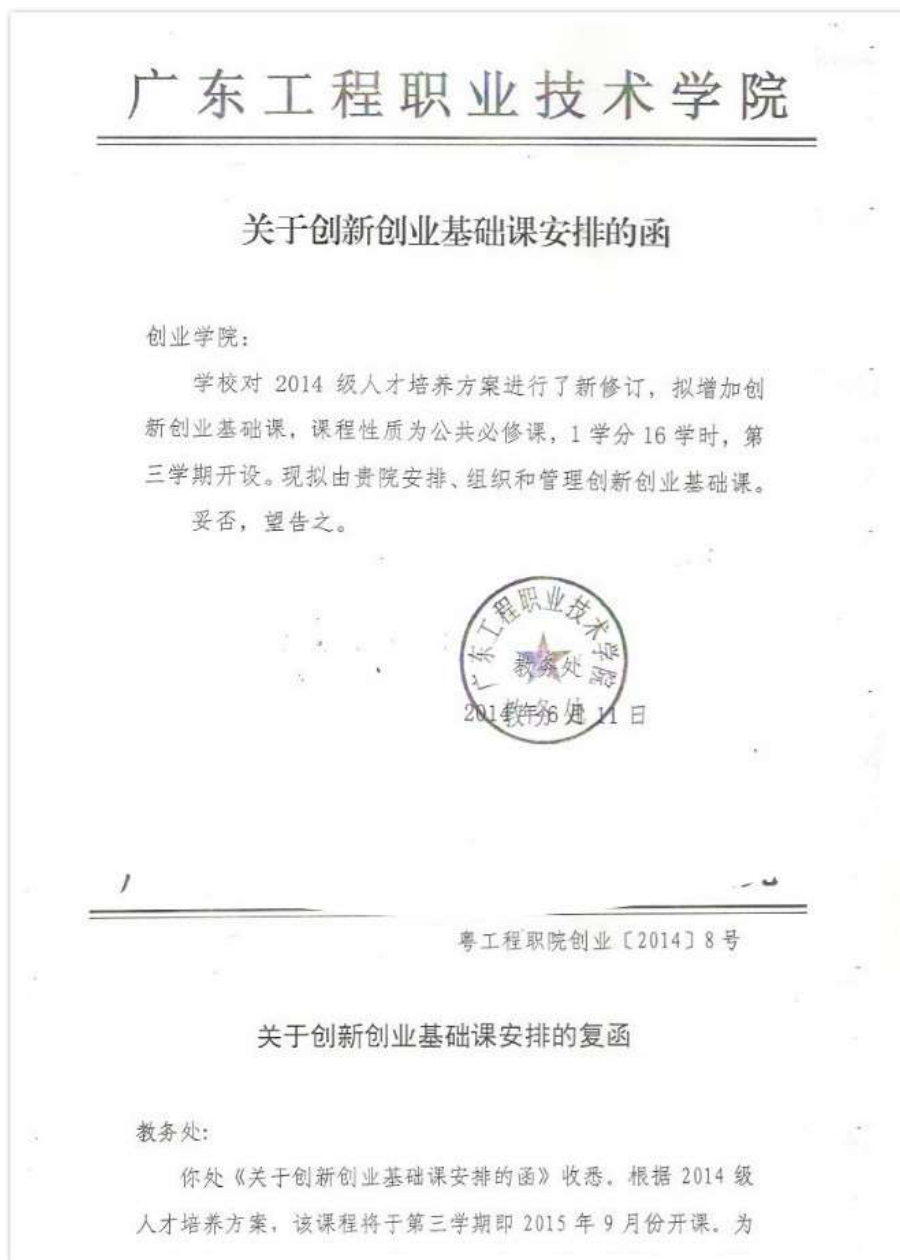 广东工程职业技术学院
关于创新创业基础课安排的函
创业学院：
学校对 2014 级人才培养方案进行了新修订，拟增加创
新创业基础课，课程性质为公共必修课，1 学分 16 学时，第
三学期开设。现拟由贵院安排、组织和管理创新创业基础课。
妥否，望告之。
广东工程职业技术学院
教务处
教务处
2014 年 6 月 11 日
粤工程职院创业〔2014〕8 号
关于创新创业基础课安排的复函
教务处：
你处《关于创新创业基础课安排的函》收悉。根据 2014 级
人才培养方案，该课程将于第三学期即 2015 年 9 月份开课。为